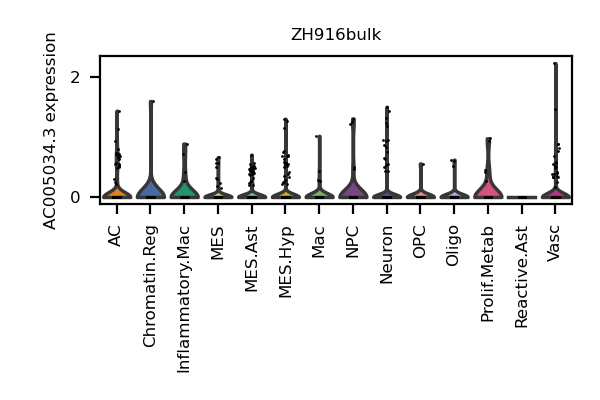 ZH916bulk
AC005034.3 expression
2
0
AC
Chromatin.Reg
Inflammatory.Mac
MES
MES.Ast
MES.Hyp
Mac
NPC
Neuron
OPC
Oligo
Prolif.Metab
Reactive.Ast
Vasc